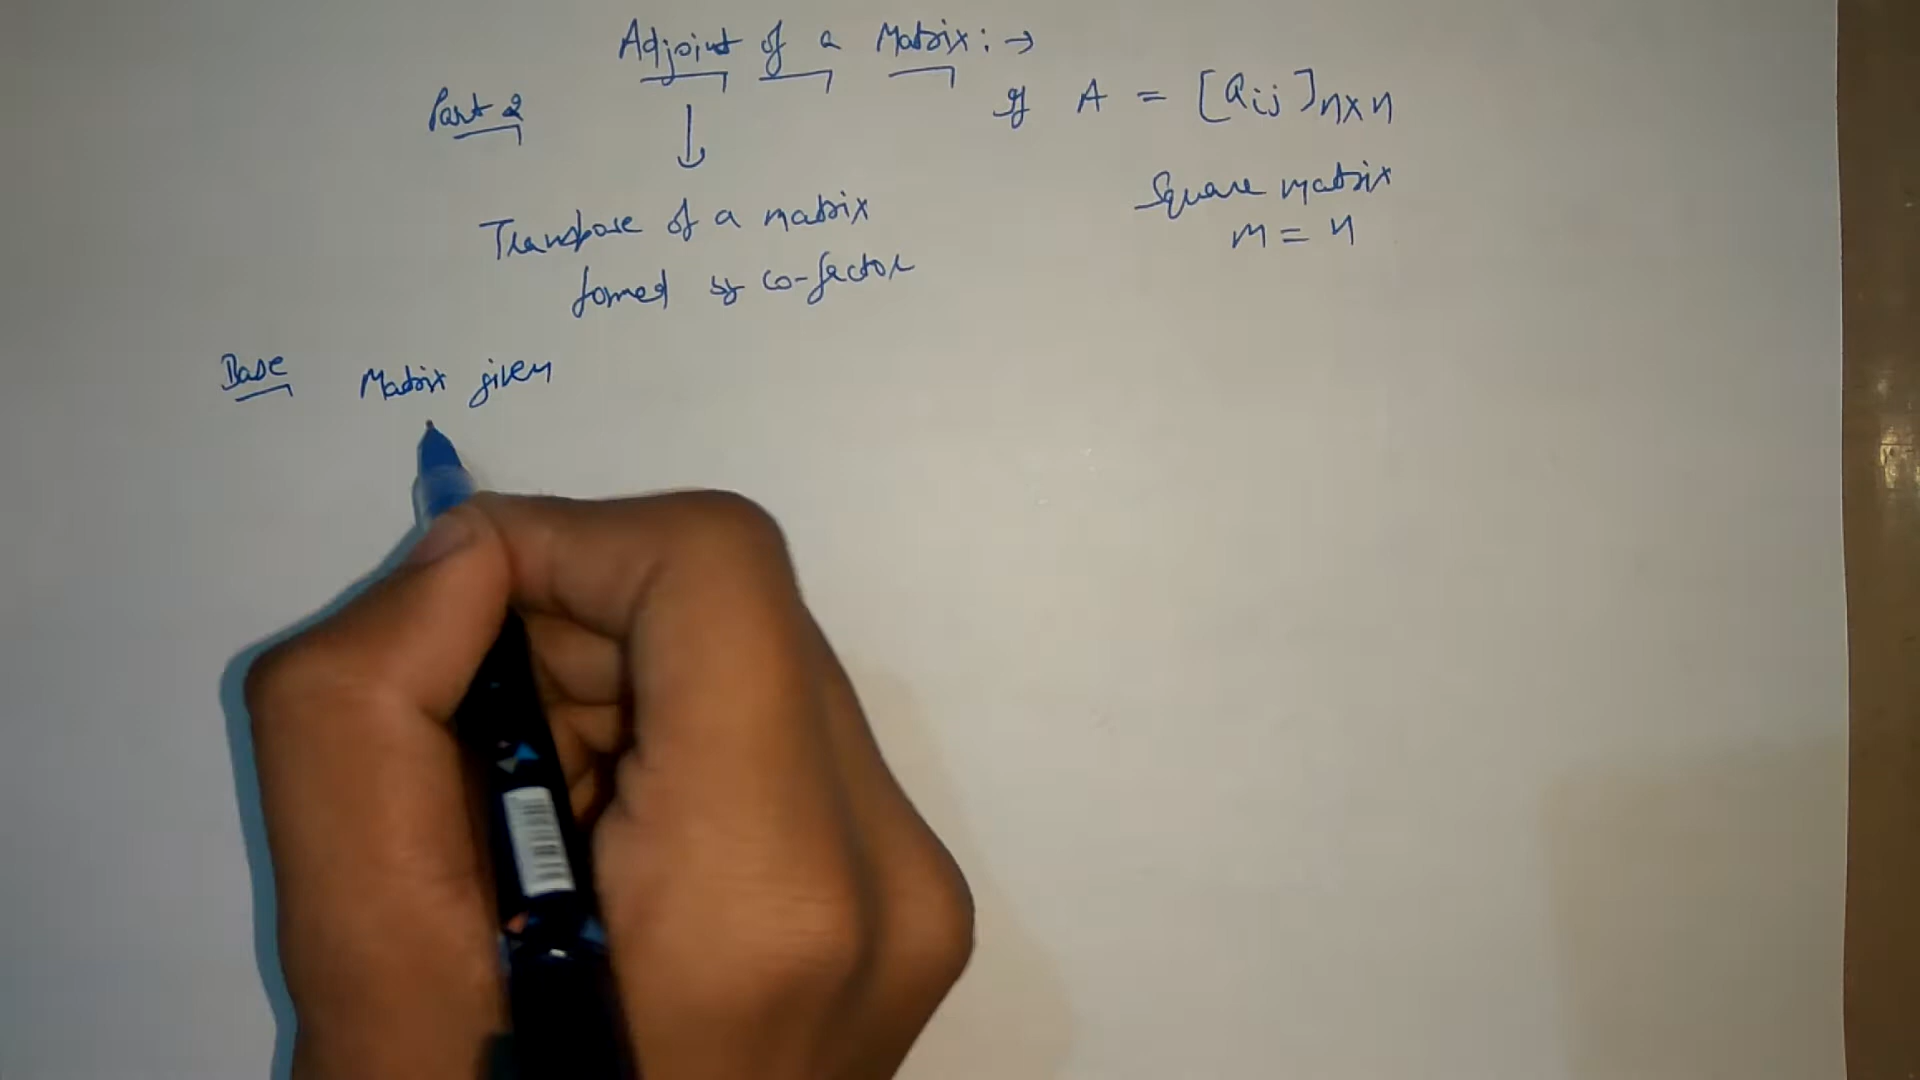 Adjoint of a Matrix : →
Part 2
If A = [aij]n×n
Square matrix
m = n
Transpose of a matrix
formed by co-factor
Base Matrix given